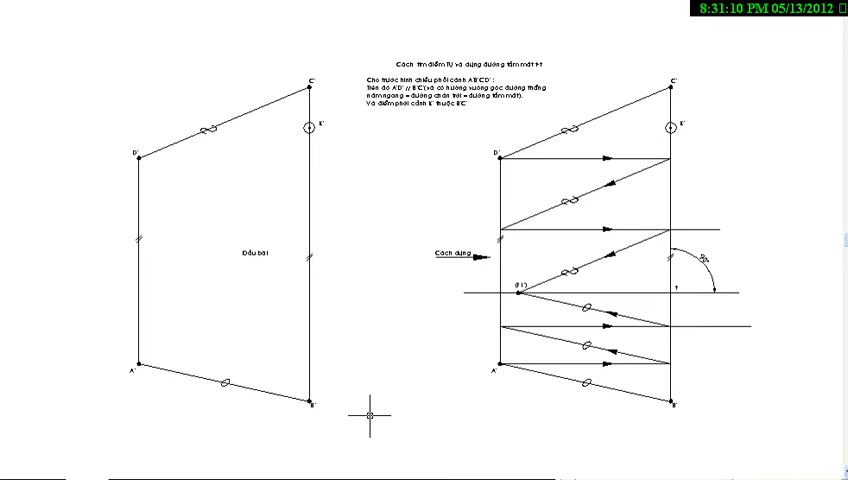 8:31:10 PM 05/13/2012
Cách tìm điểm Tụ và dựng đường tầm mắt t-t
Cho trước hình chiếu phối cảnh A'B'C'D' :
Trên đó A'D' // B'C'(và có hướng vuông góc đường thẳng
nằm ngang = đường chân trời = đường tầm mắt).
Và điểm phối cảnh K' thuộc B'C'
C'
C'
K'
K'
D'
D'
Đầu bài
Cách dựng
(F1')
t
A'
A'
B'
B'